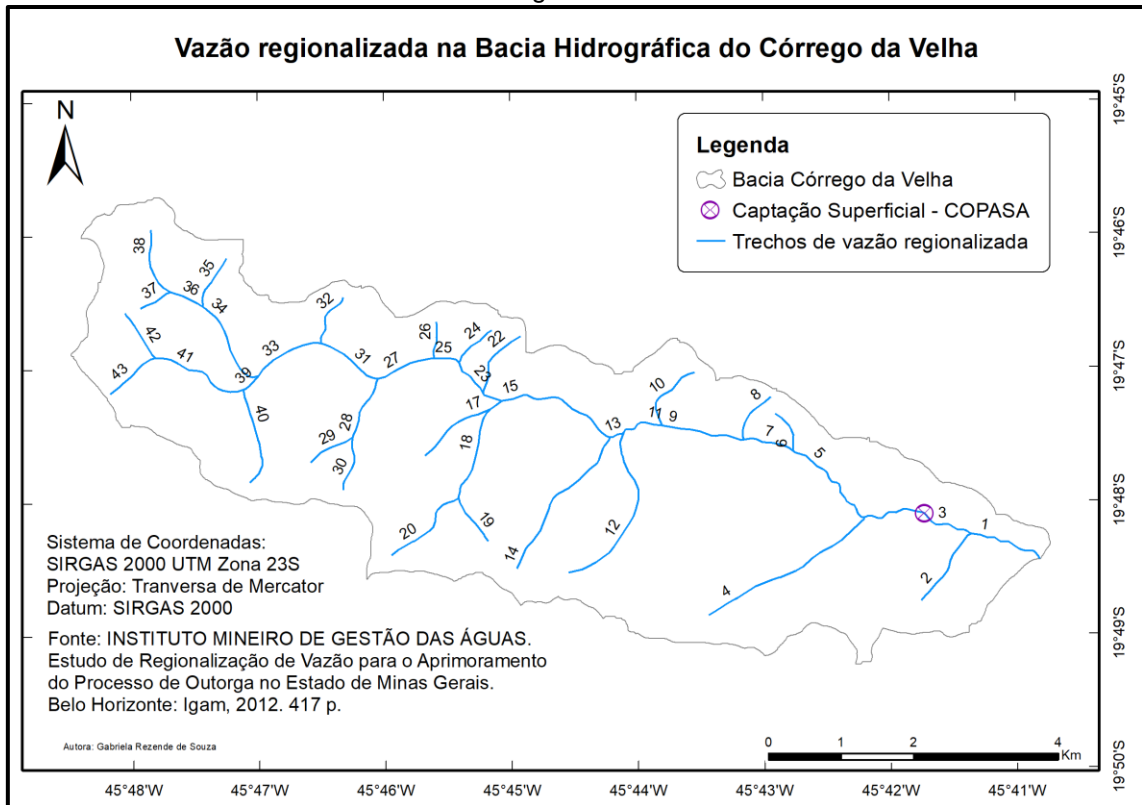 Vazão regionalizada na Bacia Hidrográfica do Córrego da Velha
N
Legenda
Bacia Córrego da Velha
Captação Superficial - COPASA
Trechos de vazão regionalizada
19°45'S
19°46'S
19°47'S
19°48'S
19°49'S
19°50'S
38
35
37
36
34
32
42
43
41
33
39
40
31
27
26
25
24
22
23
28
29
30
17
15
18
20
19
14
13
12
11
10
9
8
7
6
5
4
3
1
2
Sistema de Coordenadas:
SIRGAS 2000 UTM Zona 23S
Projeção: Tranversa de Mercator
Datum: SIRGAS 2000
Fonte: INSTITUTO MINEIRO DE GESTÃO DAS ÁGUAS.
Estudo de Regionalização de Vazão para o Aprimoramento
do Processo de Outorga no Estado de Minas Gerais.
Belo Horizonte: Igam, 2012. 417 p.
Autora: Gabriela Rezende de Souza
0 1 2 4
Km
45°48'W 45°47'W 45°46'W 45°45'W 45°44'W 45°43'W 45°42'W 45°41'W